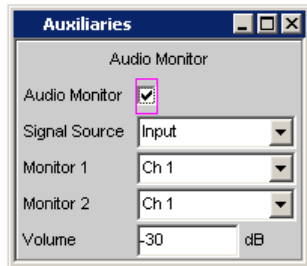 Auxiliaries
Audio Monitor
Audio Monitor
Signal Source Input
Monitor 1 Ch 1
Monitor 2 Ch 1
Volume -30 dB